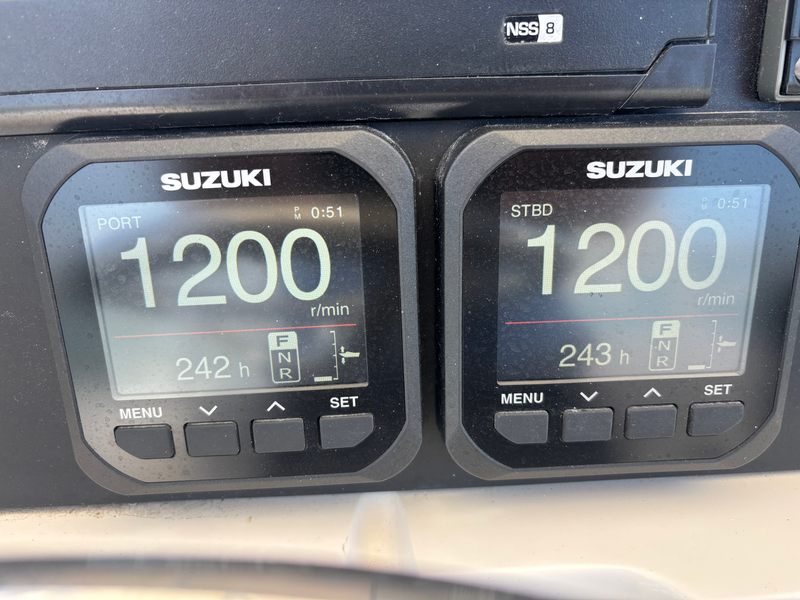 NSS 8
SUZUKI
PORT
PM 0:51
1200
r/min
242 h
F
N
R
MENU
SET
SUZUKI
STBD
PM 0:51
1200
r/min
243 h
F
N
R
MENU
SET